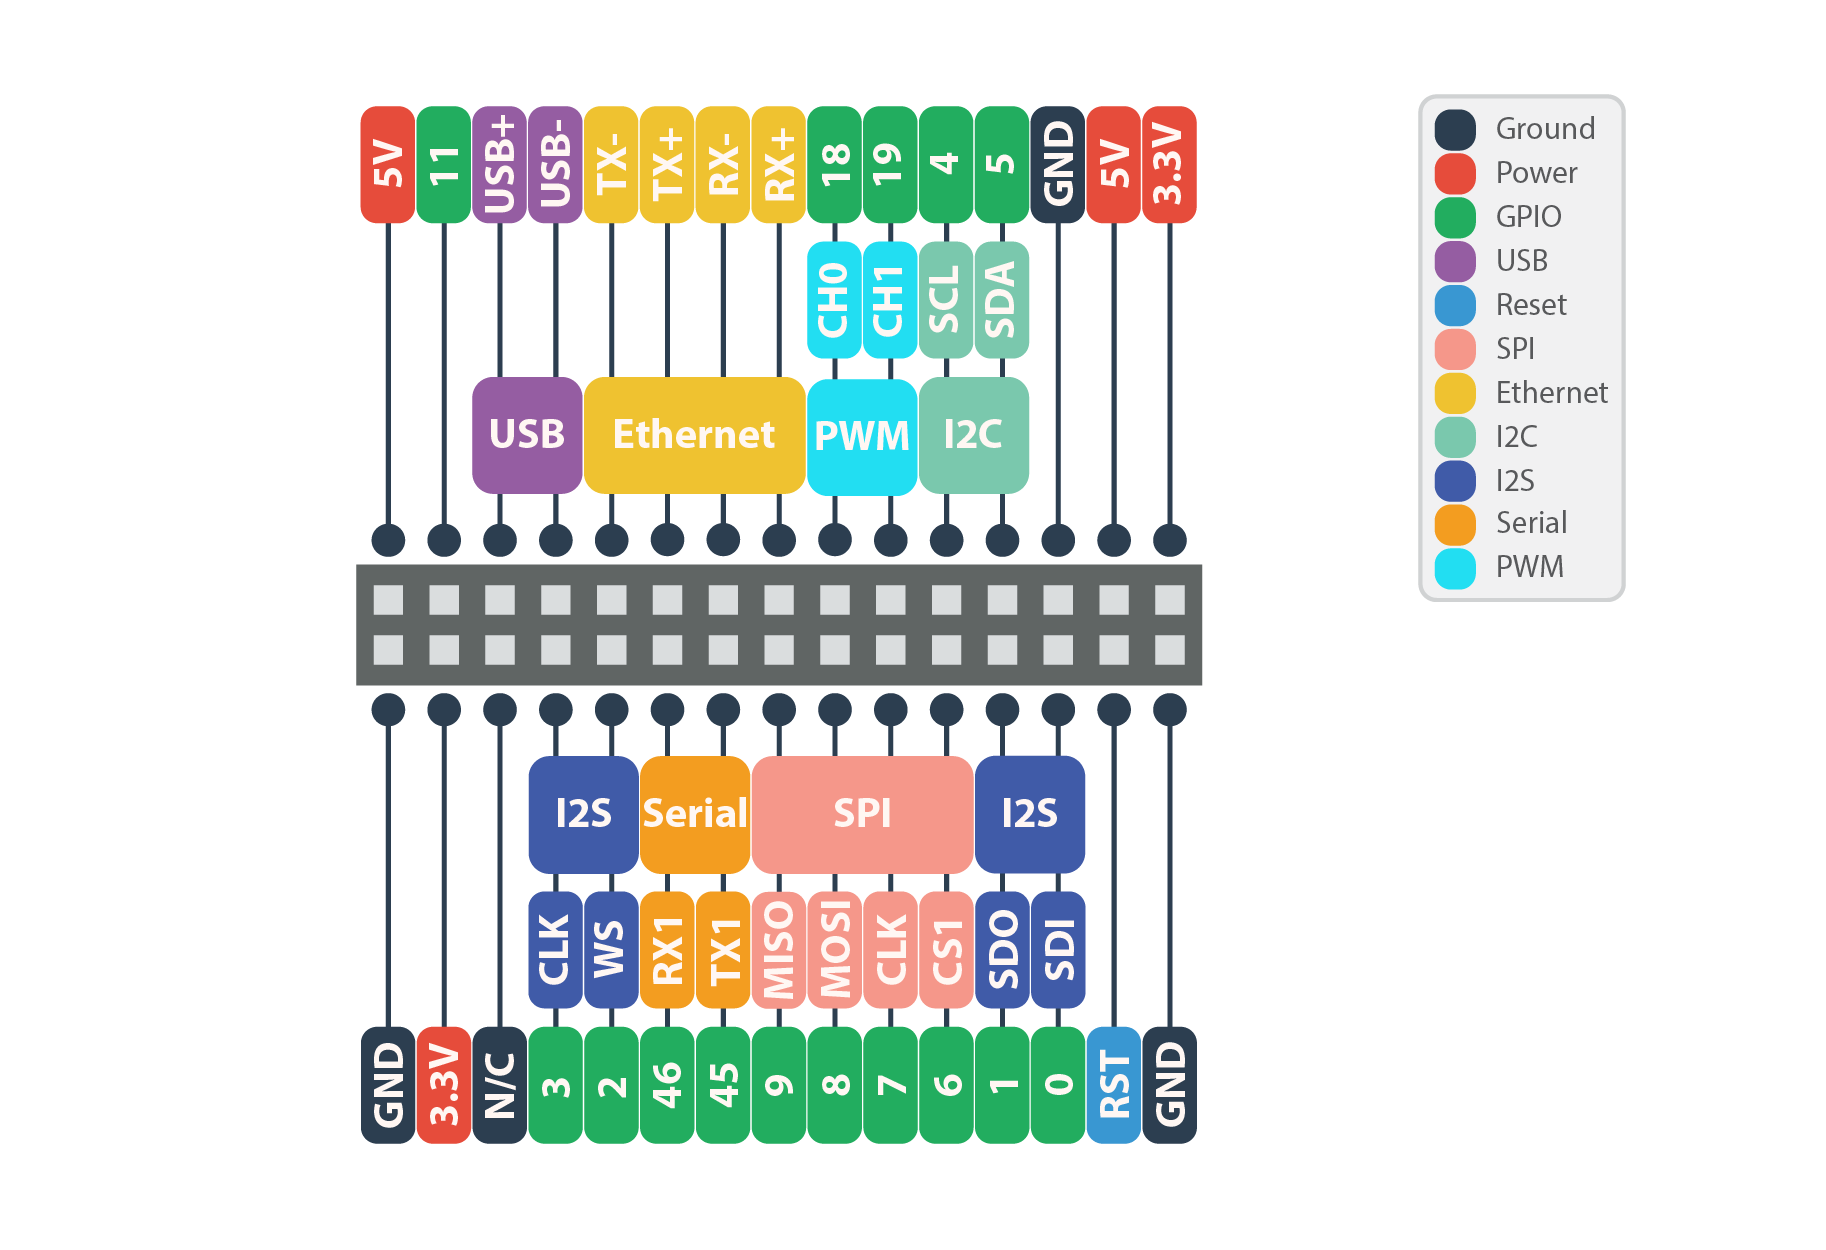 5V 11 USB+ USB- TX- TX+ RX- RX+ 18 19 4 5 GND 5V 3.3V
CH0 CH1 SCL SDA
USB Ethernet PWM I2C
I2S Serial SPI I2S
CLK WS RX1 TX1 MISO MOSI CLK CS1 SDO SDI
GND 3.3V N/C 3 2 46 45 9 8 7 6 1 0 RST GND
Ground
Power
GPIO
USB
Reset
SPI
Ethernet
I2C
I2S
Serial
PWM